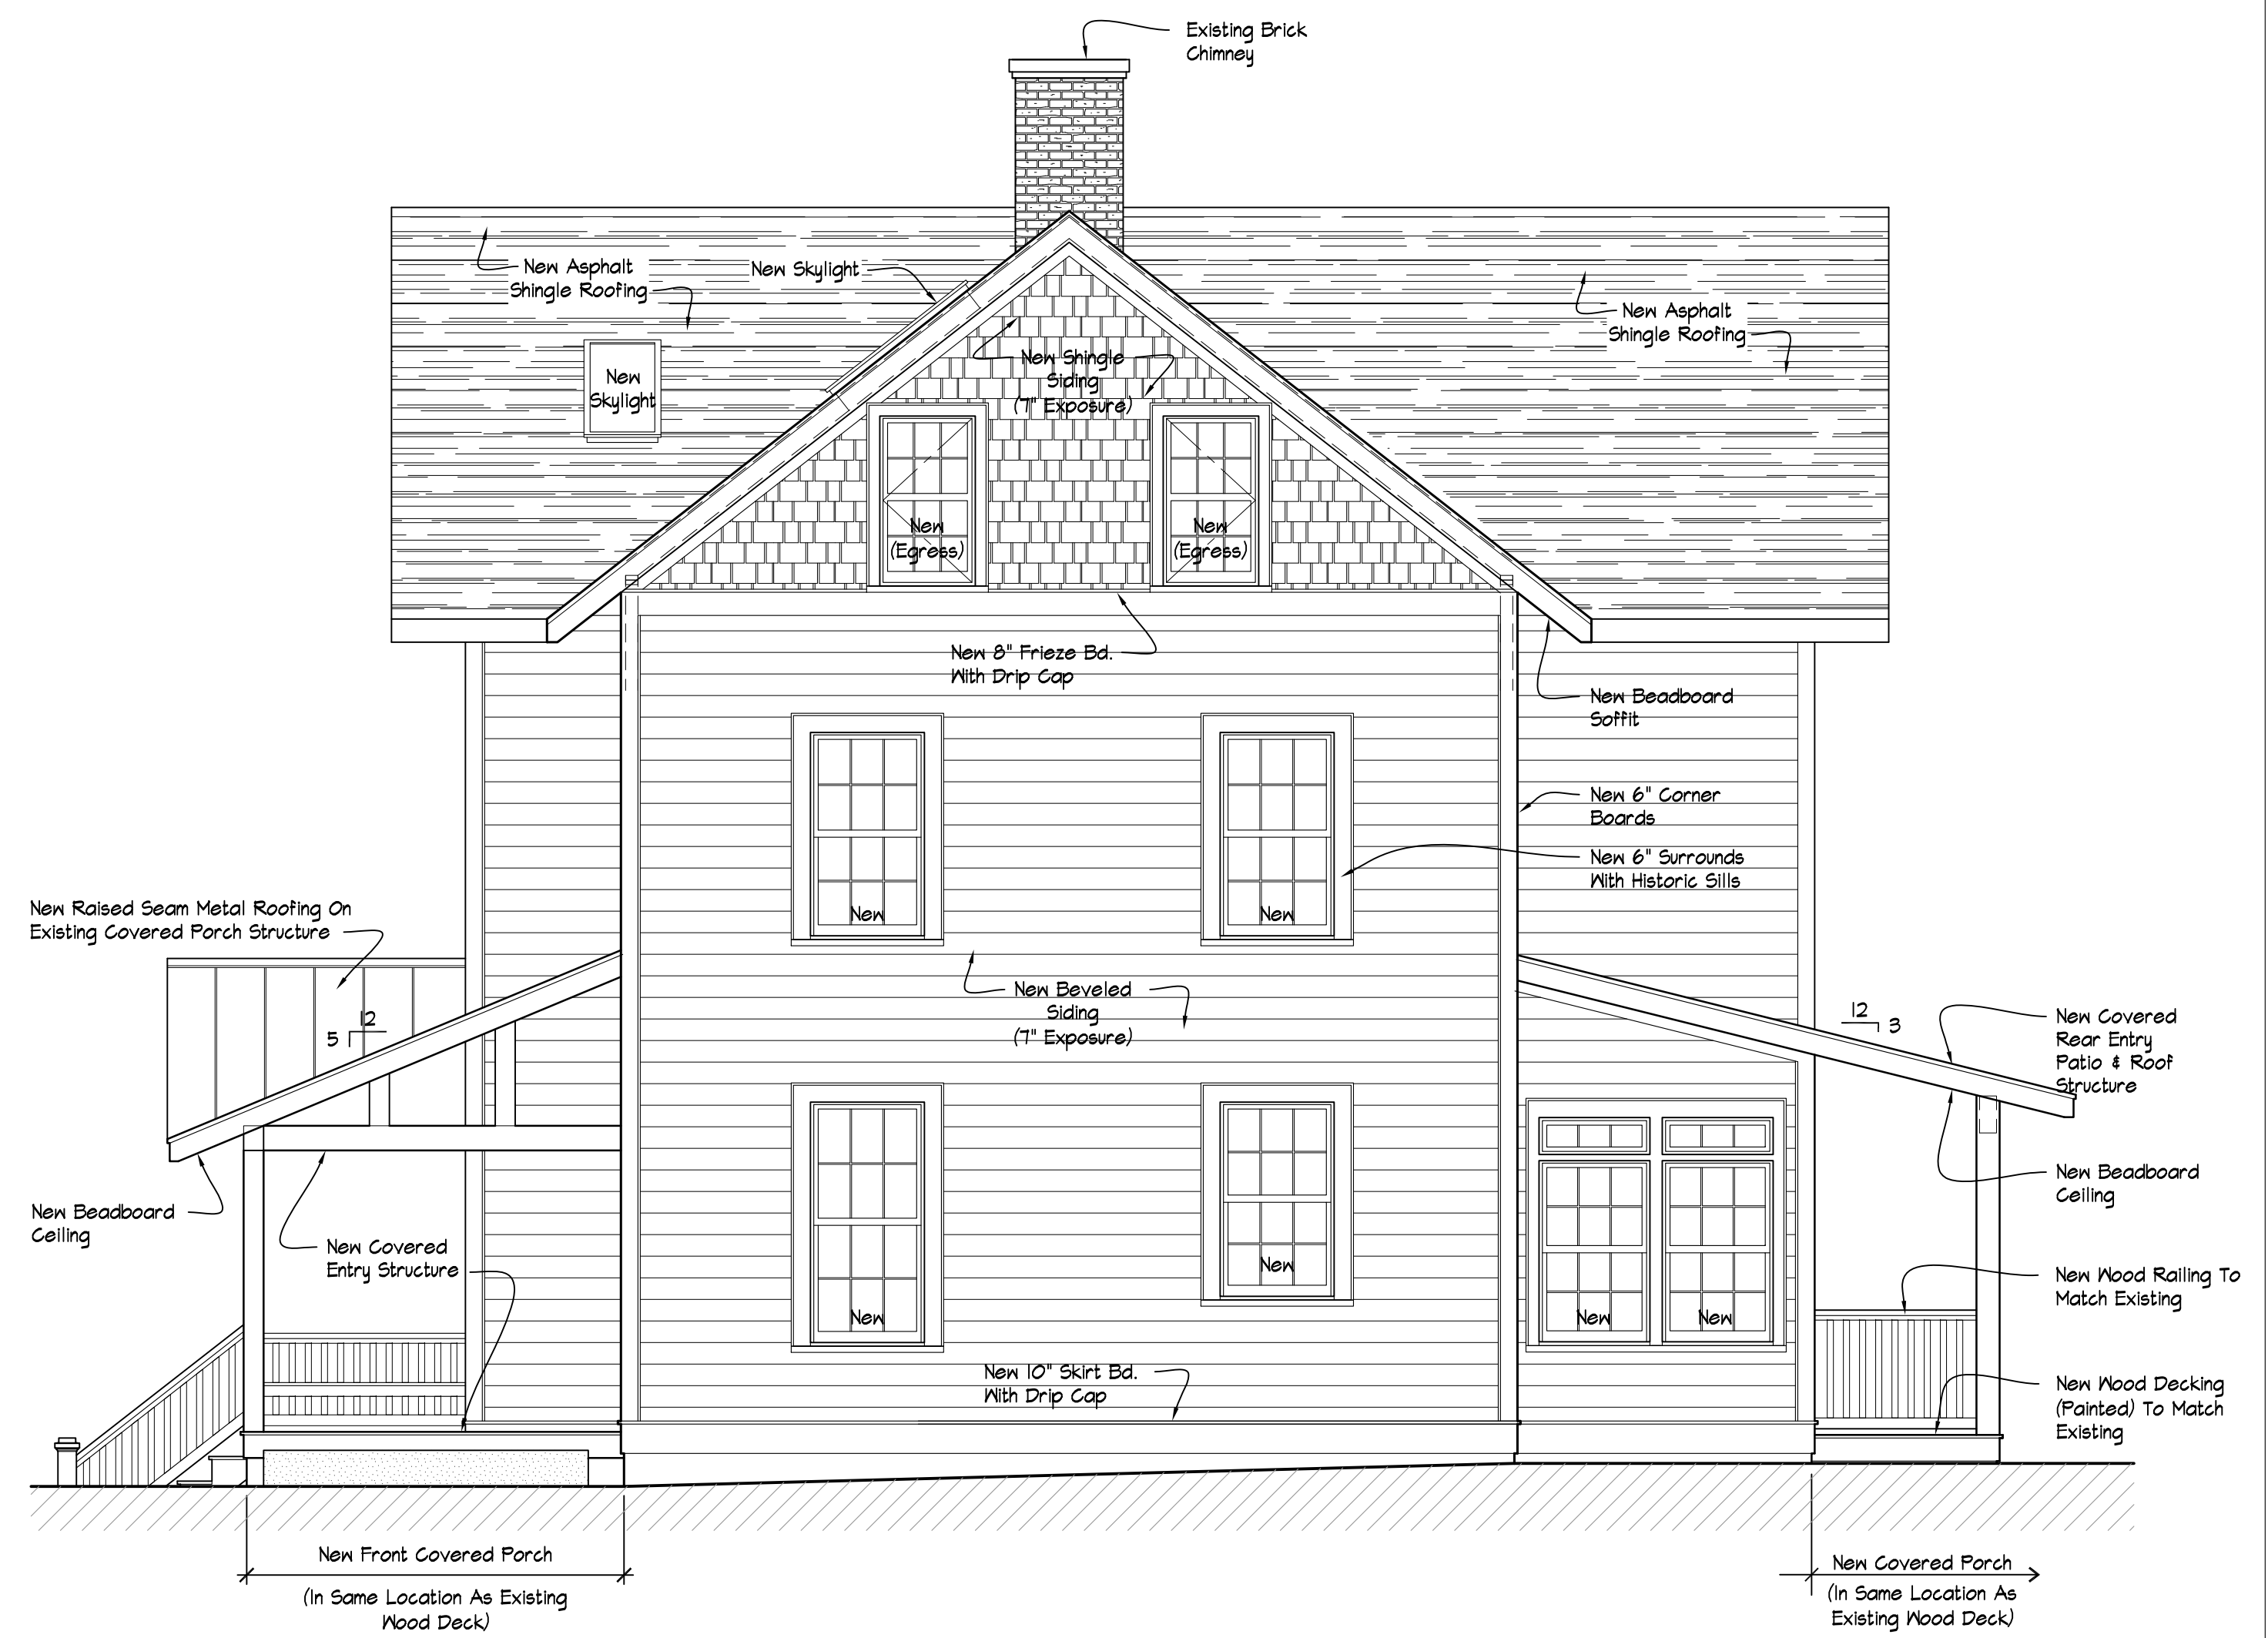 Existing Brick
Chimney
New Asphalt
Shingle Roofing
New Skylight
New Asphalt
Shingle Roofing
New Shingle
Siding
(7" Exposure)
New
Skylight
New
(Egress)
New
(Egress)
New 8" Frieze Bd.
With Drip Cap
New Beadboard
Soffit
New 6" Corner
Boards
New 6" Surrounds
With Historic Sills
New
New
New Raised Seam Metal Roofing On
Existing Covered Porch Structure
New Beveled
Siding
(7" Exposure)
12
5
12
3
New Covered
Rear Entry
Patio & Roof
Structure
New Beadboard
Ceiling
New Beadboard
Ceiling
New Covered
Entry Structure
New
New
New
New
New Wood Railing To
Match Existing
New 10" Skirt Bd.
With Drip Cap
New Wood Decking
(Painted) To Match
Existing
New Front Covered Porch
(In Same Location As Existing
Wood Deck)
New Covered Porch
(In Same Location As
Existing Wood Deck)